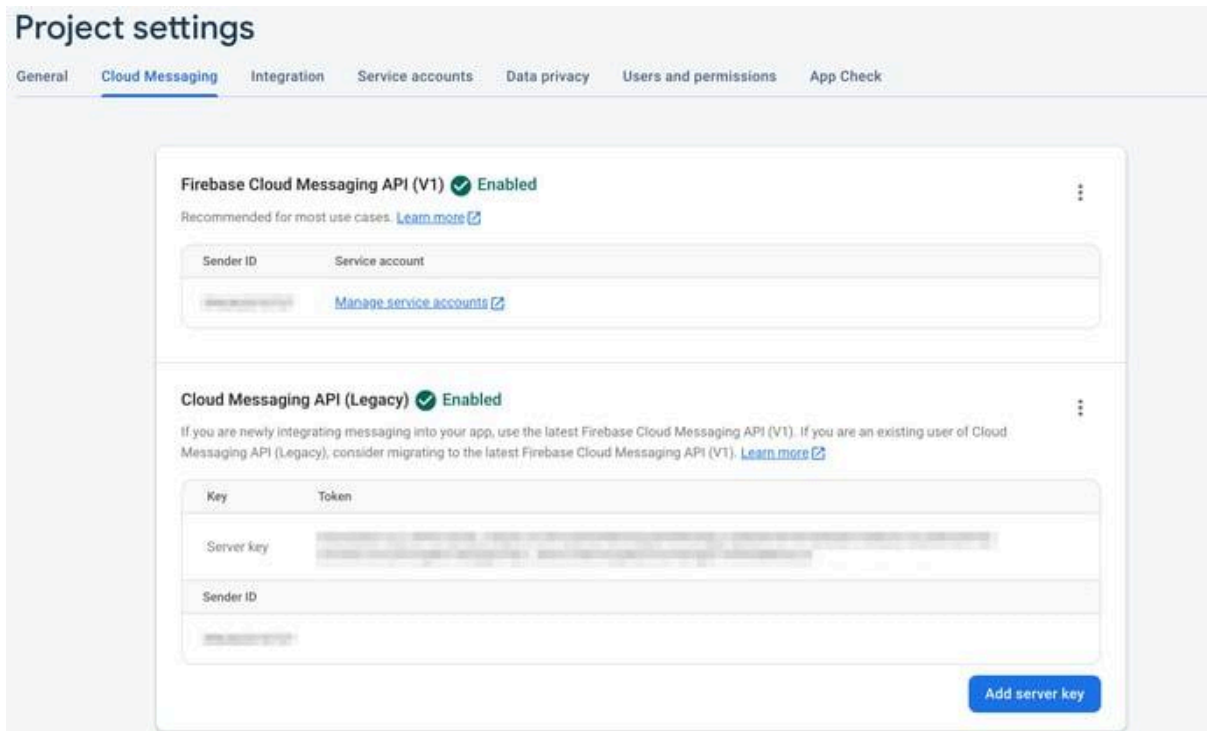 Project settings
General Cloud Messaging Integration Service accounts Data privacy Users and permissions App Check
Firebase Cloud Messaging API (V1) Enabled
Recommended for most use cases. Learn more
Sender ID Service account
Manage service accounts
Cloud Messaging API (Legacy) Enabled
If you are newly integrating messaging into your app, use the latest Firebase Cloud Messaging API (V1). If you are an existing user of Cloud
Messaging API (Legacy), consider migrating to the latest Firebase Cloud Messaging API (V1). Learn more
Key Token
Server key
Sender ID
Add server key